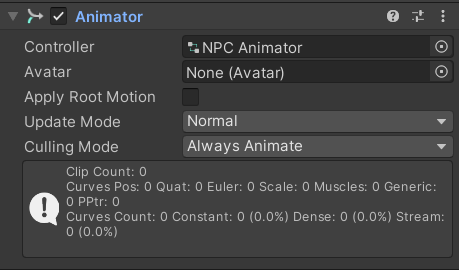 Animator
Controller NPC Animator
Avatar None (Avatar)
Apply Root Motion
Update Mode Normal
Culling Mode Always Animate
Clip Count: 0
Curves Pos: 0 Quat: 0 Euler: 0 Scale: 0 Muscles: 0 Generic:
0 PPtr: 0
Curves Count: 0 Constant: 0 (0.0%) Dense: 0 (0.0%) Stream:
0 (0.0%)